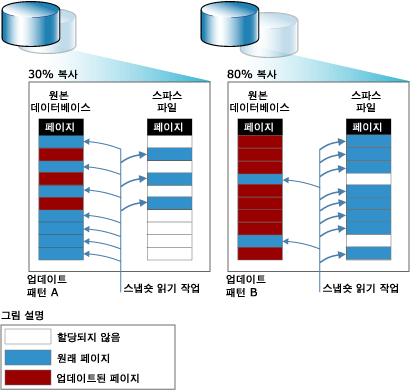 30% 복사
80% 복사
원본
데이터베이스
스파스
파일
원본
데이터베이스
스파스
파일
페이지
페이지
페이지
페이지
업데이트
패턴 A
스냅숏 읽기 작업
업데이트
패턴 B
스냅숏 읽기 작업
그림 설명
할당되지 않음
원래 페이지
업데이트된 페이지